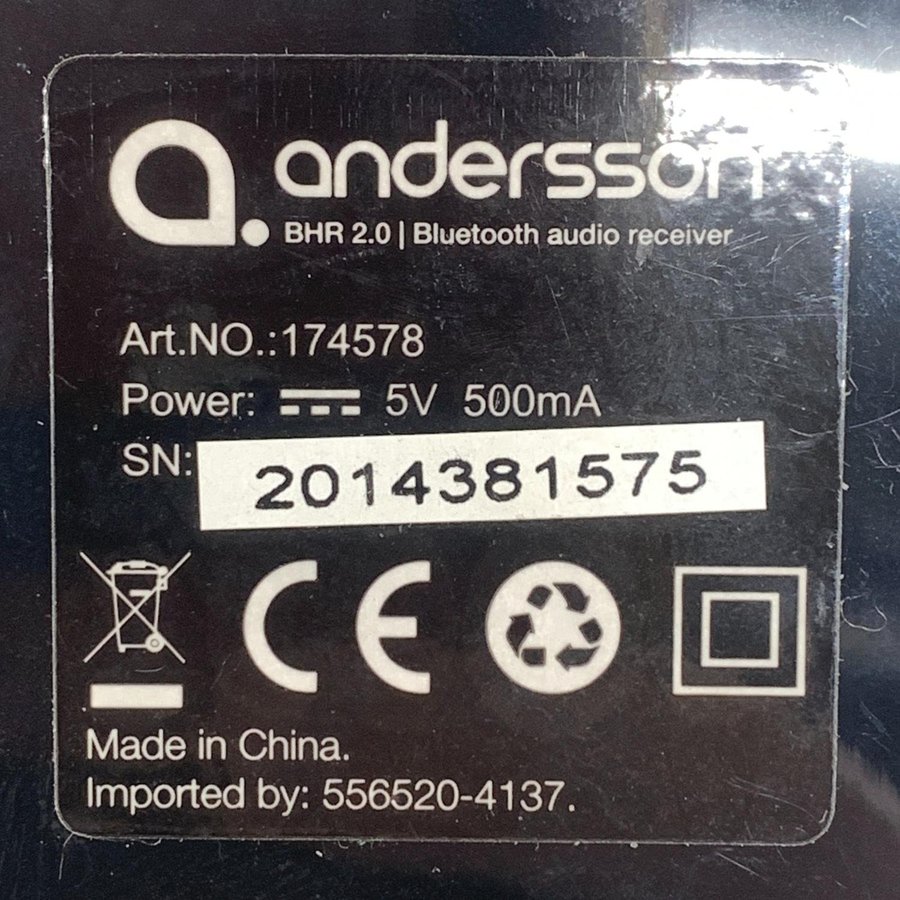 andersson
BHR 2.0 | Bluetooth audio receiver
Art.NO.:174578
Power: 5V 500mA
SN: 2014381575
CE
Made in China.
Imported by: 556520-4137.